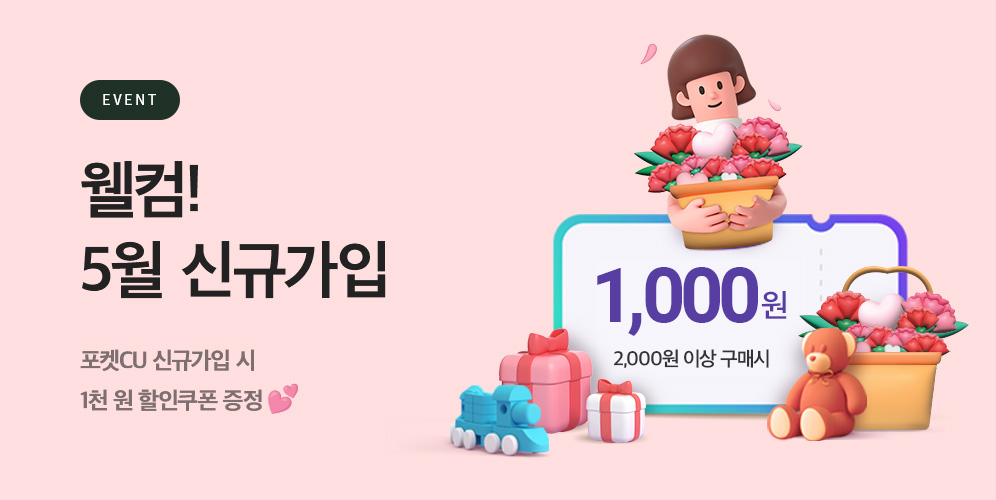 EVENT
웰컴!
5월 신규가입
포켓CU 신규가입 시
1천 원 할인쿠폰 증정
1,000원
2,000원 이상 구매시